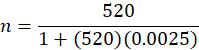 n = 520 / 1 + (520)(0.0025)